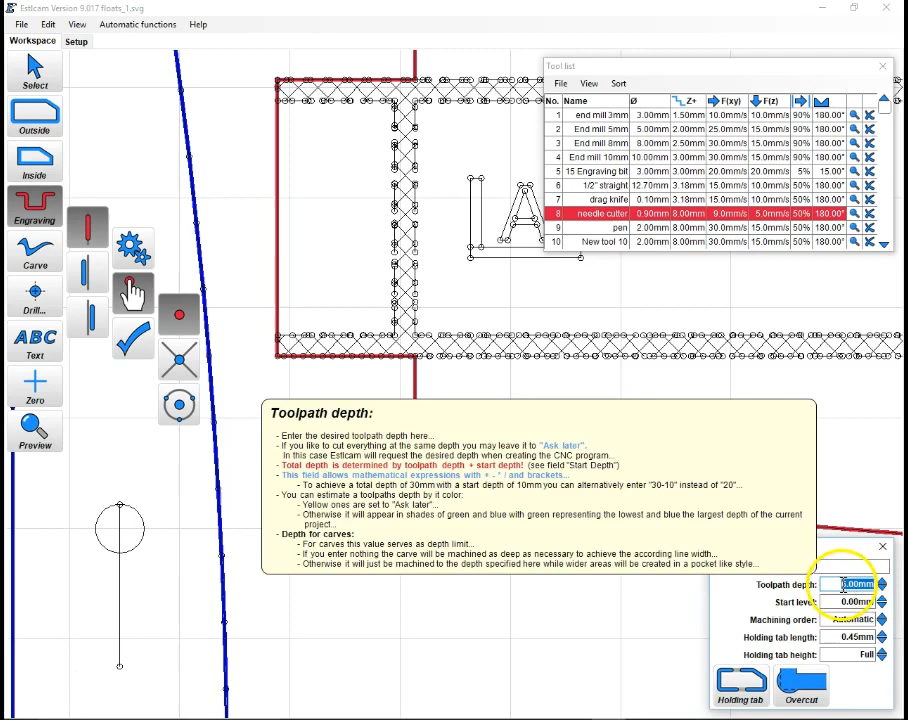 Estlcam Version 9.017 floats_1.svg
File Edit View Automatic functions Help
Workspace Setup
Select
Outside
Inside
Engraving
Carve
Drill...
ABC
Text
Zero
Preview
A
Tool list
File View Sort
No. Name Ø Z+ F(xy) F(z)
1 end mill 3mm 3.00mm 1.50mm 10.0mm/s 10.0mm/s 90% 180.00°
2 End mill 5mm 5.00mm 2.00mm 25.0mm/s 15.0mm/s 90% 180.00°
3 End mill 8mm 8.00mm 2.50mm 30.0mm/s 15.0mm/s 90% 180.00°
4 End mill 10mm 10.00mm 3.00mm 30.0mm/s 15.0mm/s 90% 180.00°
5 15 Engraving bit 3.00mm 3.00mm 20.0mm/s 20.0mm/s 5% 15.00°
6 1/2" straight 12.70mm 3.18mm 15.0mm/s 15.0mm/s 90% 180.00°
7 drag knife 0.10mm 3.18mm 15.0mm/s 15.0mm/s 50% 180.00°
8 needle cutter 0.90mm 8.00mm 9.0mm/s 5.0mm/s 50% 180.00°
9 pen 2.00mm 8.00mm 30.0mm/s 15.0mm/s 50% 180.00°
10 New tool 10 2.00mm 8.00mm 30.0mm/s 15.0mm/s 50% 180.00°
Toolpath depth:
- Enter the desired toolpath depth here...
- If you like to cut everything at the same depth you may leave it to "Ask later".
In this case Estlcam will request the desired depth when creating the CNC program...
- Total depth is determined by toolpath depth + start depth! (see field "Start Depth")
- This field allows mathematical expressions with + - * / and brackets...
- To achieve a total depth of 30mm with a start depth of 10mm you can alternatively enter "30-10" instead of "20"...
- You can estimate a toolpaths depth by it color:
- Yellow ones are set to "Ask later"...
- Otherwise it will appear in shades of green and blue with green representing the lowest and blue the largest depth of the current
project...
- Depth for carves:
- For carves this value serves as depth limit...
- If you enter nothing the carve will be machined as deep as necessary to achieve the according line width...
- Otherwise it will just be machined to the depth specified here while wider areas will be created in a pocket like style...
Toolpath depth: .00mm
Start level: 0.00mm
Machining order: Automatic
Holding tab length: 0.45mm
Holding tab height: Full
Holding tab Overcut